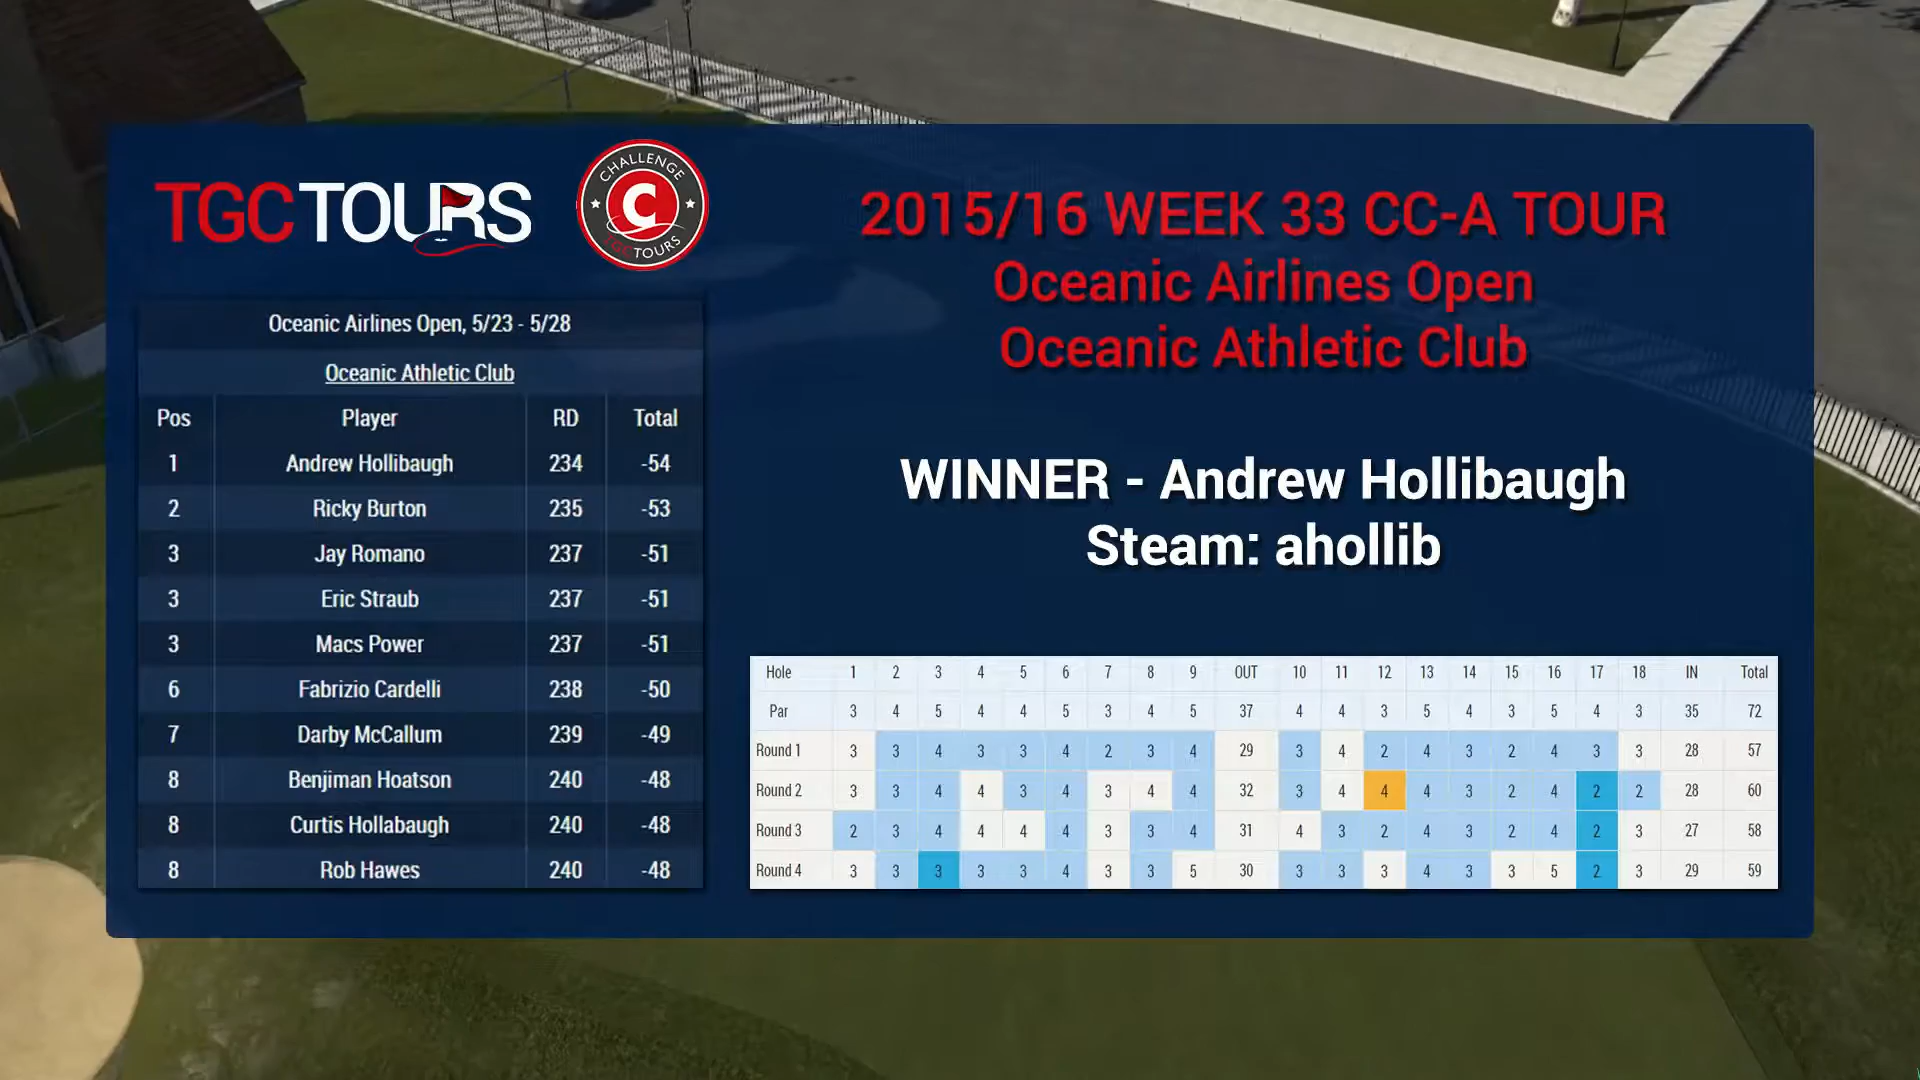 TGCTOURS
CHALLENGE
C
TGCTOURS
2015/16 WEEK 33 CC-A TOUR
Oceanic Airlines Open
Oceanic Athletic Club
Oceanic Airlines Open, 5/23 - 5/28
Oceanic Athletic Club
Pos Player RD Total
1 Andrew Hollibaugh 234 -54
2 Ricky Burton 235 -53
3 Jay Romano 237 -51
3 Eric Straub 237 -51
3 Macs Power 237 -51
6 Fabrizio Cardelli 238 -50
7 Darby McCallum 239 -49
8 Benjiman Hoatson 240 -48
8 Curtis Hollabaugh 240 -48
8 Rob Hawes 240 -48
WINNER - Andrew Hollibaugh
Steam: ahollib
Hole 1 2 3 4 5 6 7 8 9 OUT 10 11 12 13 14 15 16 17 18 IN Total
Par 3 4 5 4 4 5 3 4 5 37 4 4 3 5 4 3 5 4 3 35 72
Round 1 3 3 4 3 3 4 2 3 4 29 3 4 2 4 3 2 4 3 3 28 57
Round 2 3 3 4 4 3 4 3 4 4 32 3 4 4 4 3 2 4 2 2 28 60
Round 3 2 3 4 4 4 4 3 3 4 31 4 3 2 4 3 2 4 2 3 27 58
Round 4 3 3 3 3 3 4 3 3 5 30 3 3 3 4 3 3 5 2 3 29 59